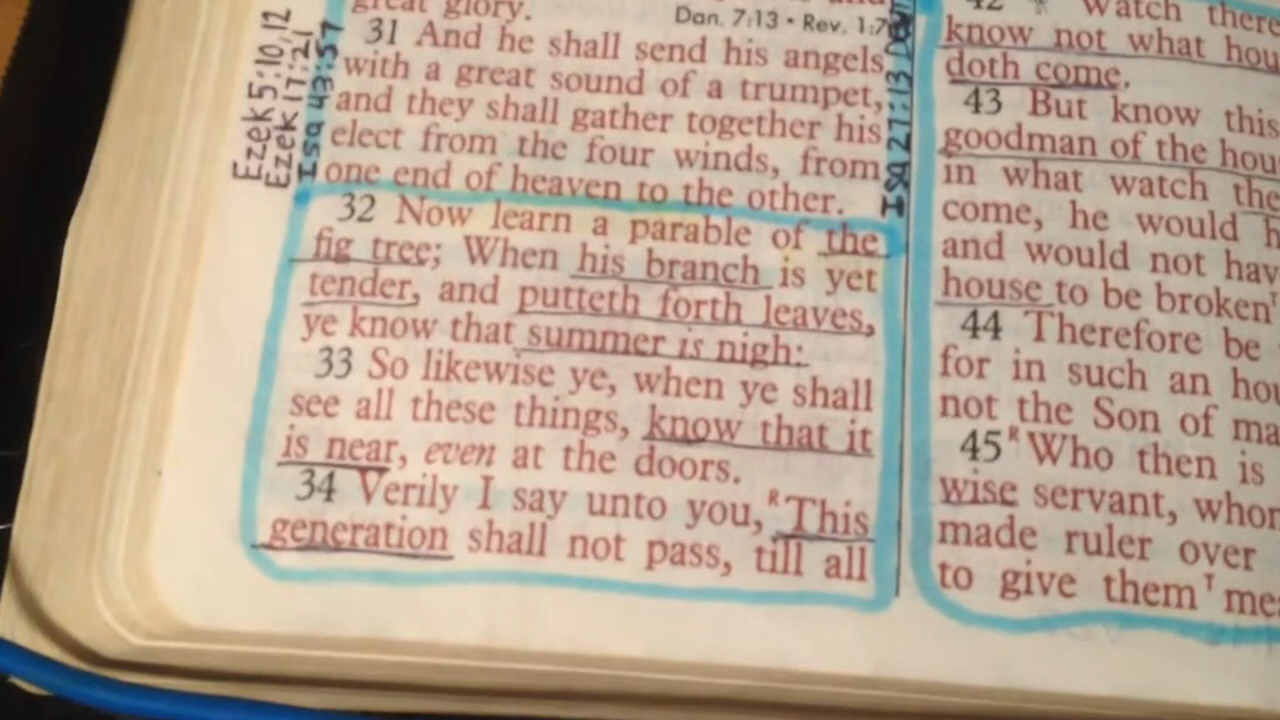 great glory.
Dan. 7:13 • Rev. 1:7
31 And he shall send his angels
with a great sound of a trumpet,
and they shall gather together his
elect from the four winds, from
one end of heaven to the other.
32 Now learn a parable of the
fig tree; When his branch is yet
tender, and putteth forth leaves,
ye know that summer is nigh:
33 So likewise ye, when ye shall
see all these things, know that it
is near, even at the doors.
34 Verily I say unto you, ᴿThis
generation shall not pass, till all
Ezek 5:10,12
Ezek 17:21
Isa 43:57
Isa 27:13
42 Watch there
know not what hou
doth come.
43 But know this
goodman of the hou
in what watch the
come, he would h
and would not hav
house to be broken
44 Therefore be
for in such an hou
not the Son of ma
45 ᴿWho then is
wise servant, whom
made ruler over
to give them ᵀme